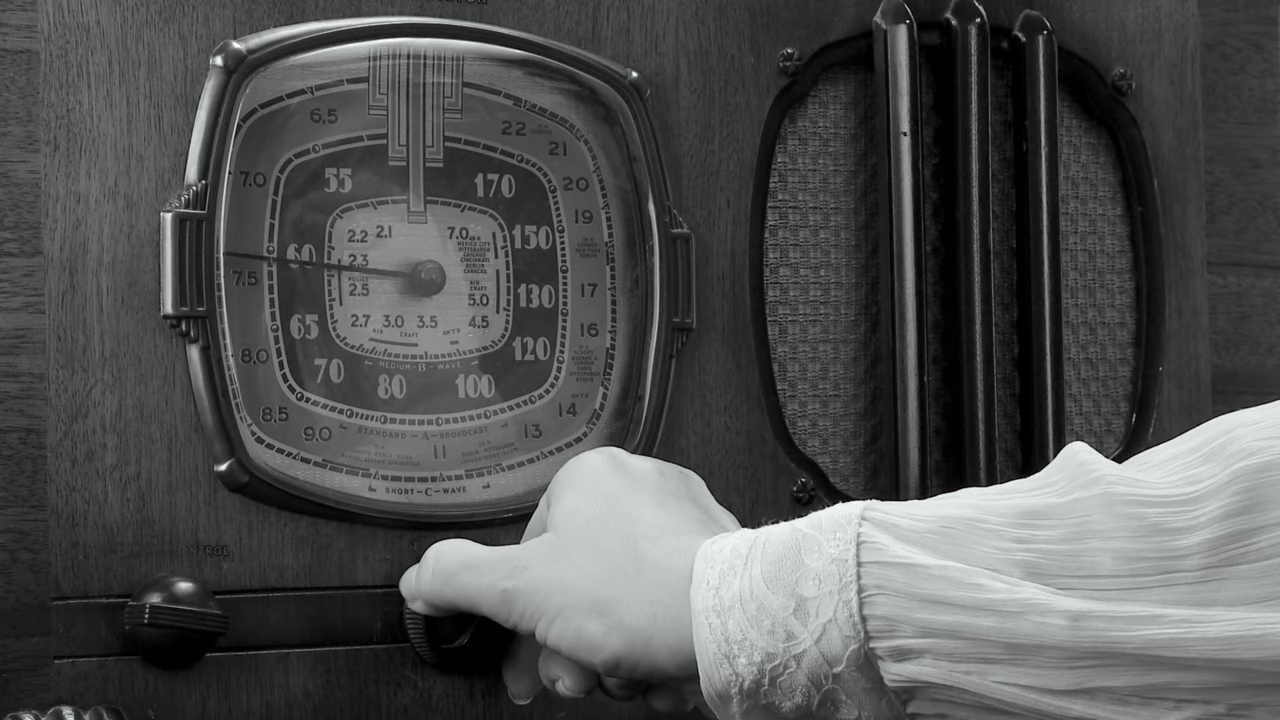 6.5
22
21
7.0
20
55
170
19
2.2
2.1
7.0
MEXICO CITY
PITTSBURGH
CHICAGO
CINCINNATI
BERLIN
CARACAS
150
60
2.3
7.5
POLICE
2.5
AIR
CRAFT
5.0
17
130
65
2.7
3.0
3.5
4.5
AIR
CRAFT
16
8.0
120
MEDIUM-B-WAVE
70
80
100
8.5
14
9.0
STANDARD-A-BROADCAST
13
11
SHORT-C-WAVE
TROL